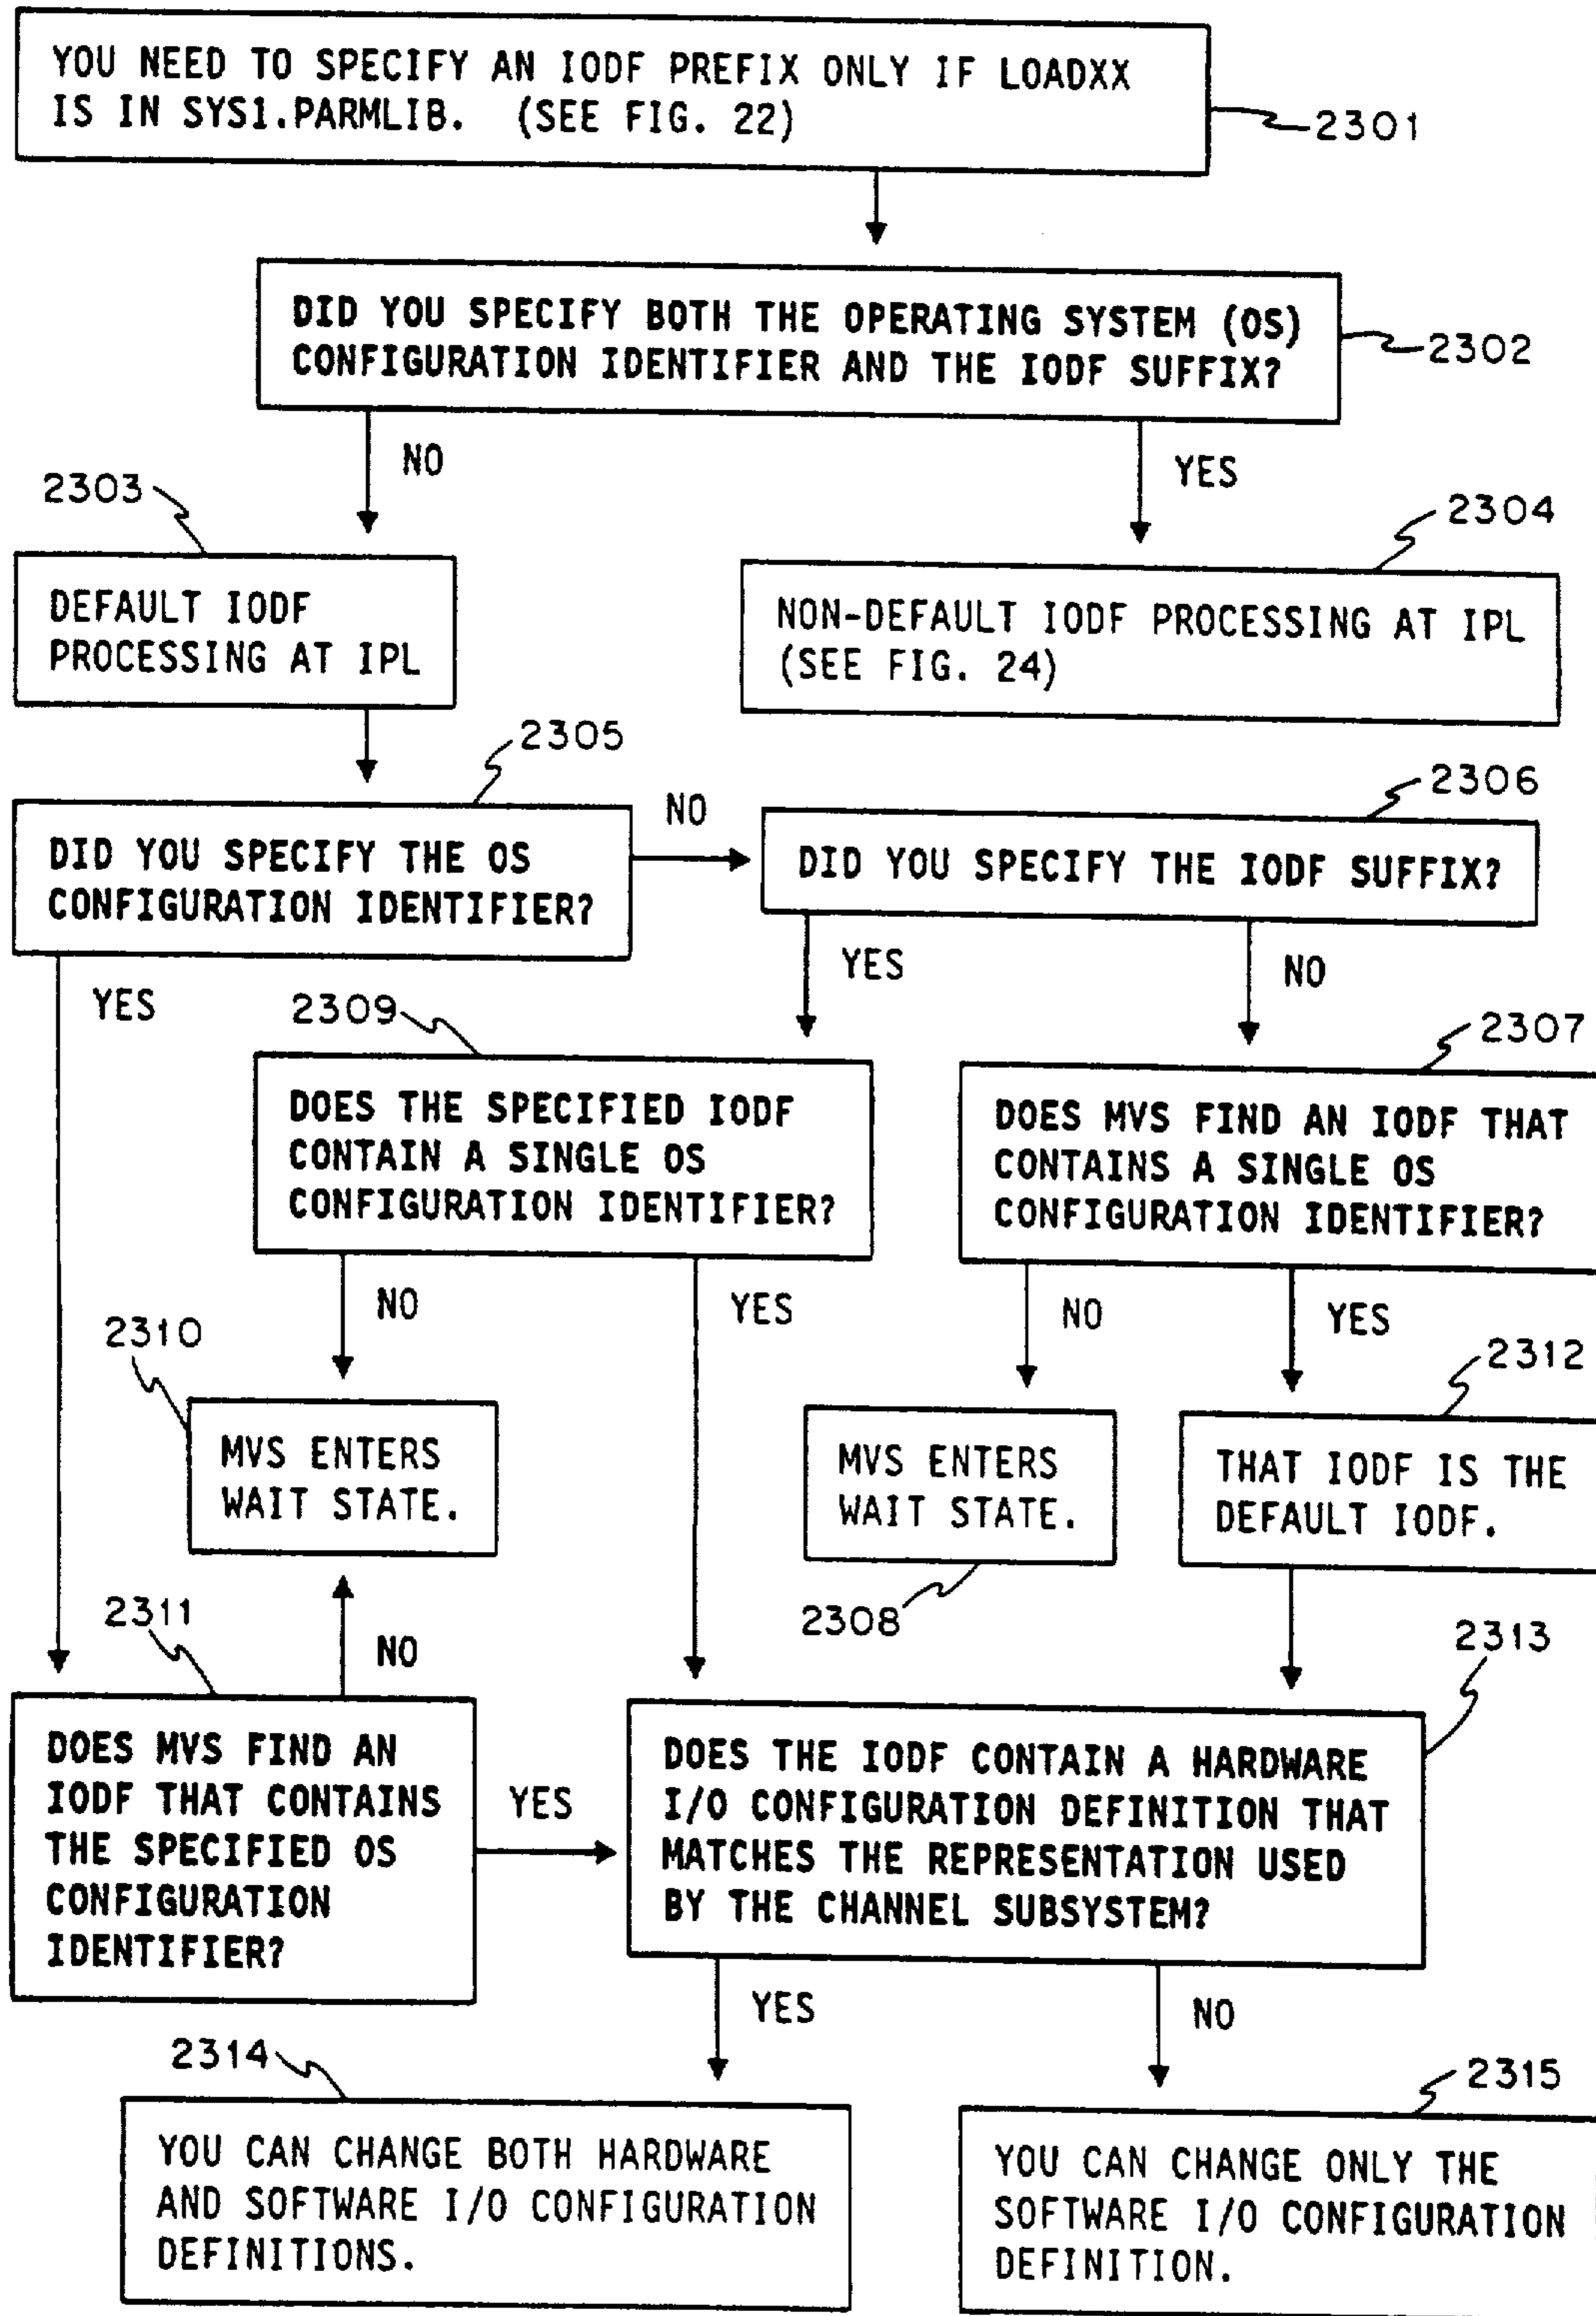 YOU NEED TO SPECIFY AN IODF PREFIX ONLY IF LOADXX
IS IN SYS1.PARMLIB. (SEE FIG. 22)
2301
DID YOU SPECIFY BOTH THE OPERATING SYSTEM (OS)
CONFIGURATION IDENTIFIER AND THE IODF SUFFIX?
2302
NO
YES
2303
2304
DEFAULT IODF
PROCESSING AT IPL
NON-DEFAULT IODF PROCESSING AT IPL
(SEE FIG. 24)
2305
2306
DID YOU SPECIFY THE OS
CONFIGURATION IDENTIFIER?
NO
DID YOU SPECIFY THE IODF SUFFIX?
YES
YES
NO
2309
2307
DOES THE SPECIFIED IODF
CONTAIN A SINGLE OS
CONFIGURATION IDENTIFIER?
DOES MVS FIND AN IODF THAT
CONTAINS A SINGLE OS
CONFIGURATION IDENTIFIER?
NO
YES
NO
YES
2310
2312
MVS ENTERS
WAIT STATE.
MVS ENTERS
WAIT STATE.
THAT IODF IS THE
DEFAULT IODF.
2311
NO
2308
2313
DOES MVS FIND AN
IODF THAT CONTAINS
THE SPECIFIED OS
CONFIGURATION
IDENTIFIER?
YES
DOES THE IODF CONTAIN A HARDWARE
I/O CONFIGURATION DEFINITION THAT
MATCHES THE REPRESENTATION USED
BY THE CHANNEL SUBSYSTEM?
YES
NO
2314
2315
YOU CAN CHANGE BOTH HARDWARE
AND SOFTWARE I/O CONFIGURATION
DEFINITIONS.
YOU CAN CHANGE ONLY THE
SOFTWARE I/O CONFIGURATION
DEFINITION.